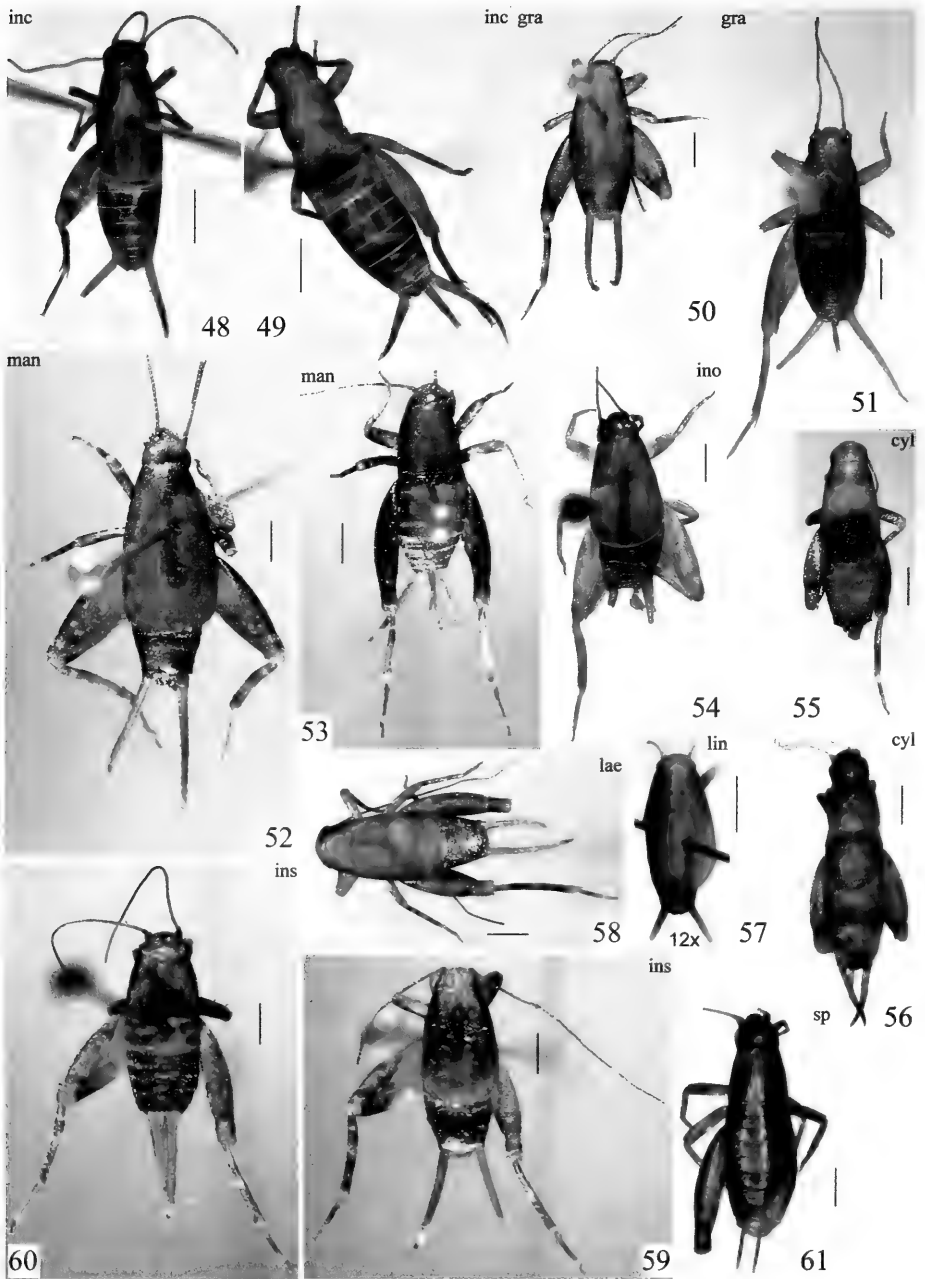 inc
inc gra
gra
48 49
50
51
man
man
ino
cyl
53
54
55
lae
lin
cyl
52
ins
58
12x
57
ins
sp
56
60
59
61